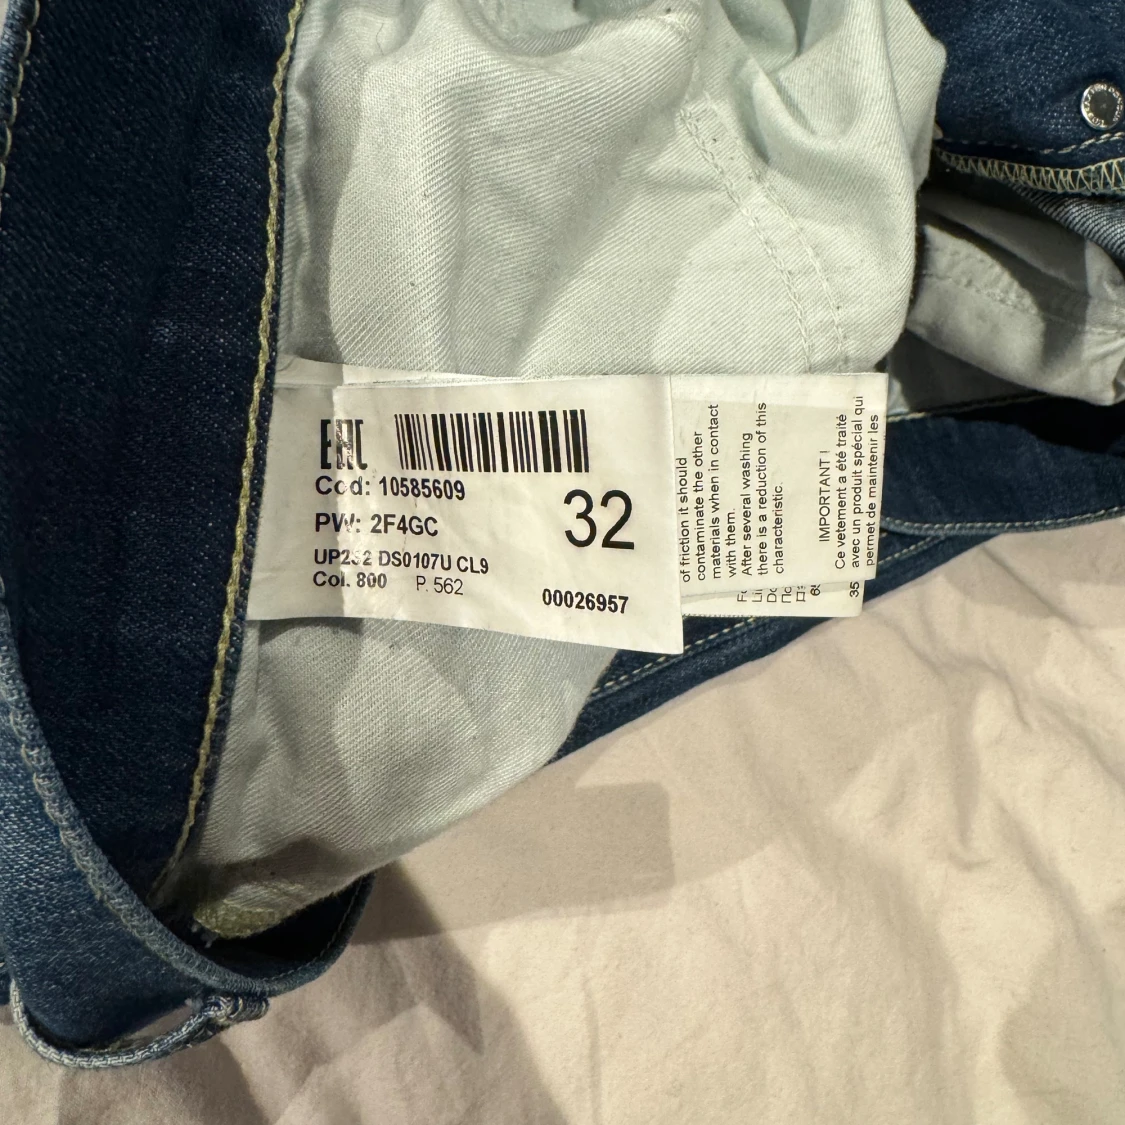 EAC
Cod: 10585609
PW: 2F4GC
32
UP232 DS0107U CL9
Col. 800 P. 562
00026957
of friction it should
contaminate the other
materials when in contact
with them.
After several washing
there is a reduction of this
characteristic.
IMPORTANT !
Ce vetement a été traité
avec un produit spécial qui
permet de maintenir les
35